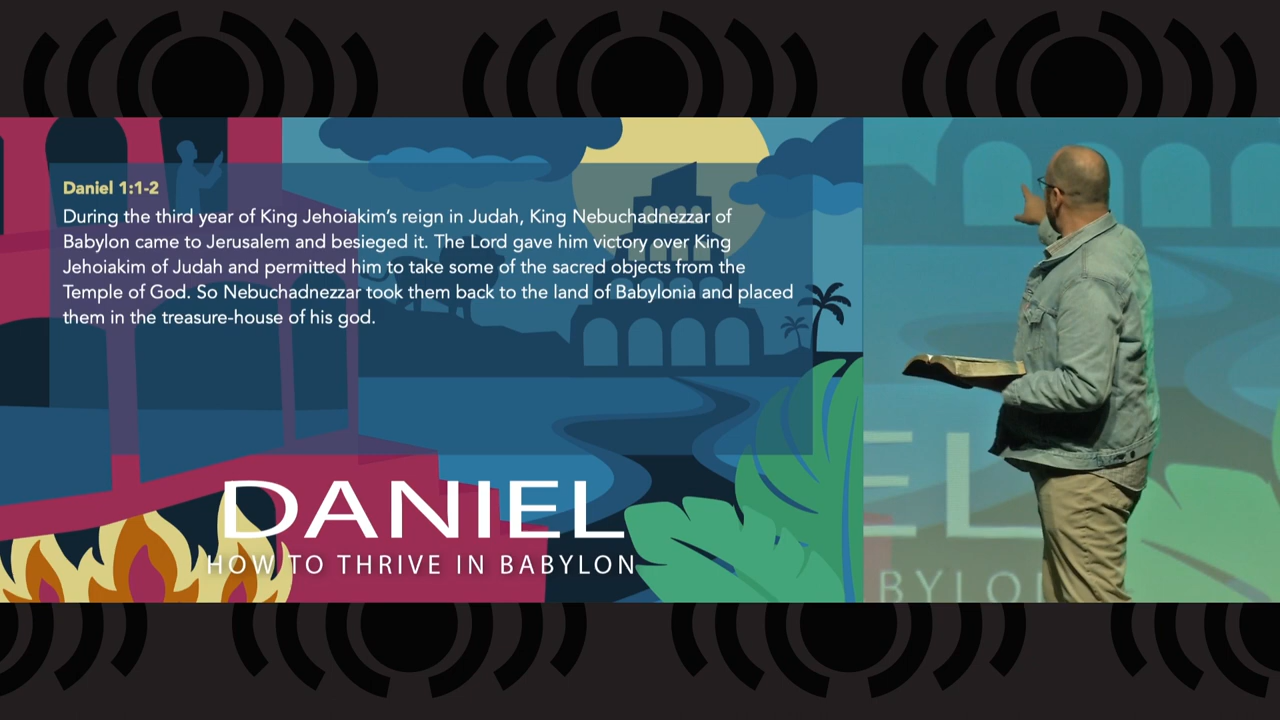 Daniel 1:1-2
During the third year of King Jehoiakim’s reign in Judah, King Nebuchadnezzar of
Babylon came to Jerusalem and besieged it. The Lord gave him victory over King
Jehoiakim of Judah and permitted him to take some of the sacred objects from the
Temple of God. So Nebuchadnezzar took them back to the land of Babylonia and placed
them in the treasure-house of his god.
DANIEL
HOW TO THRIVE IN BABYLON
EL
BYLO